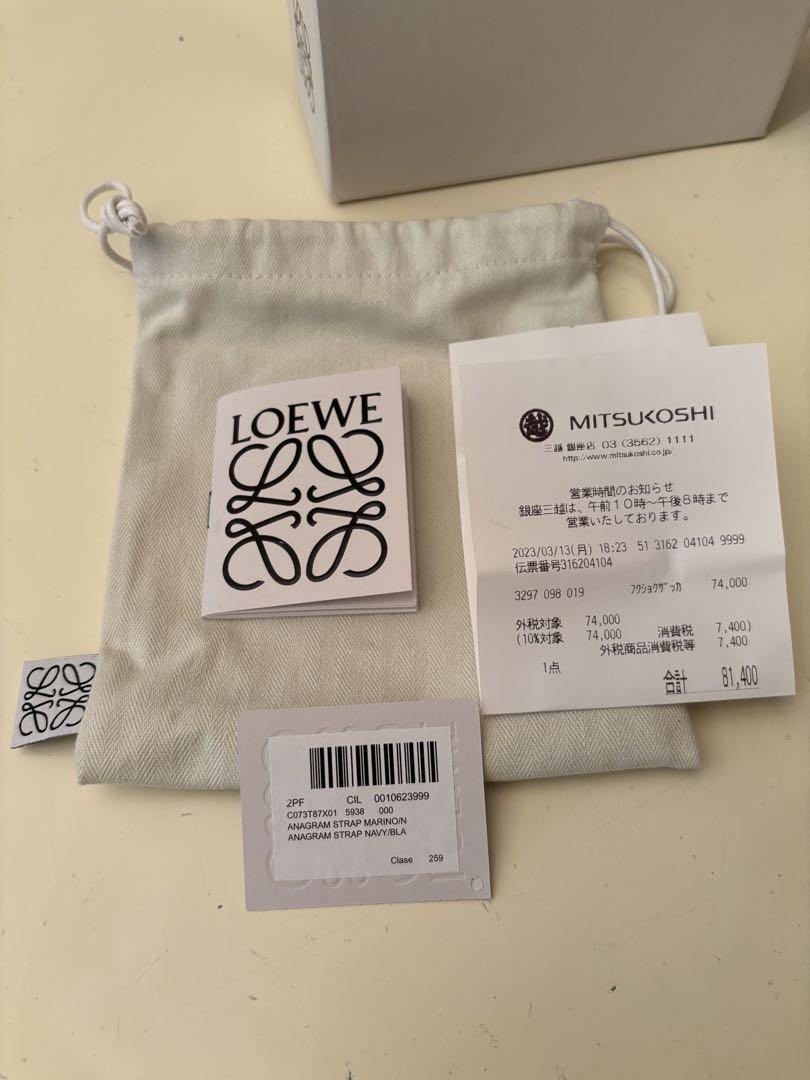 LOEWE
MITSUKOSHI
三越 銀座店 03 (3562) 1111
http://www.mitsukoshi.co.jp/
営業時間のお知らせ
銀座三越は、午前10時~午後8時まで
営業いたしております。
2023/03/13(月) 18:23 51 3162 04104 9999
伝票番号316204104
3297 098 019 フクショクザッカ 74,000
外税対象 74,000
(10%対象 74,000 消費税 7,400)
外税商品消費税等 7,400
1点
合計 81,400
2PF CIL 0010623999
C073T87X01 5938 000
ANAGRAM STRAP MARINO/N
ANAGRAM STRAP NAVY/BLA
Clase 259